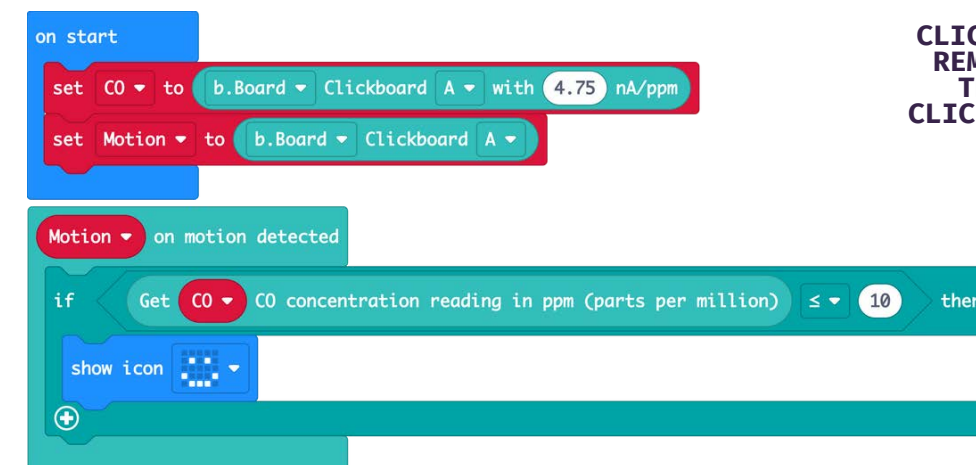 on start
set CO to b.Board Clickboard A with 4.75 nA/ppm
set Motion to b.Board Clickboard A
Motion on motion detected
if Get CO CO concentration reading in ppm (parts per million) ≤ 10
show icon